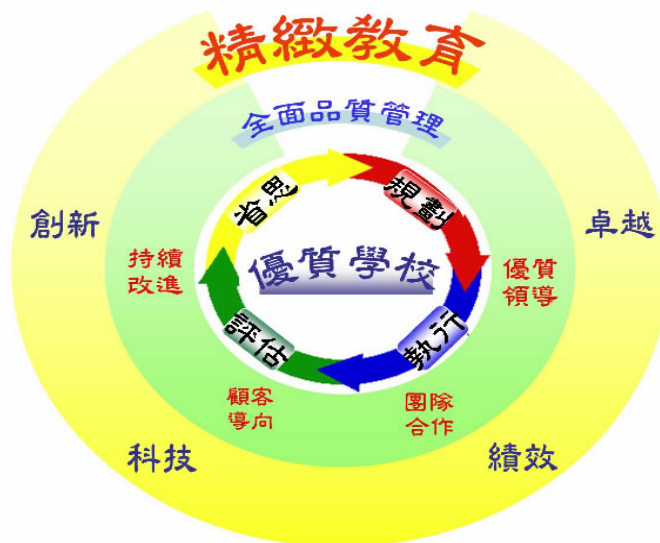 精緻教育
全面品質管理
省思
規劃
創新
卓越
持續
改進
優質學校
優質
領導
評估
執行
顧客
導向
團隊
合作
科技
績效